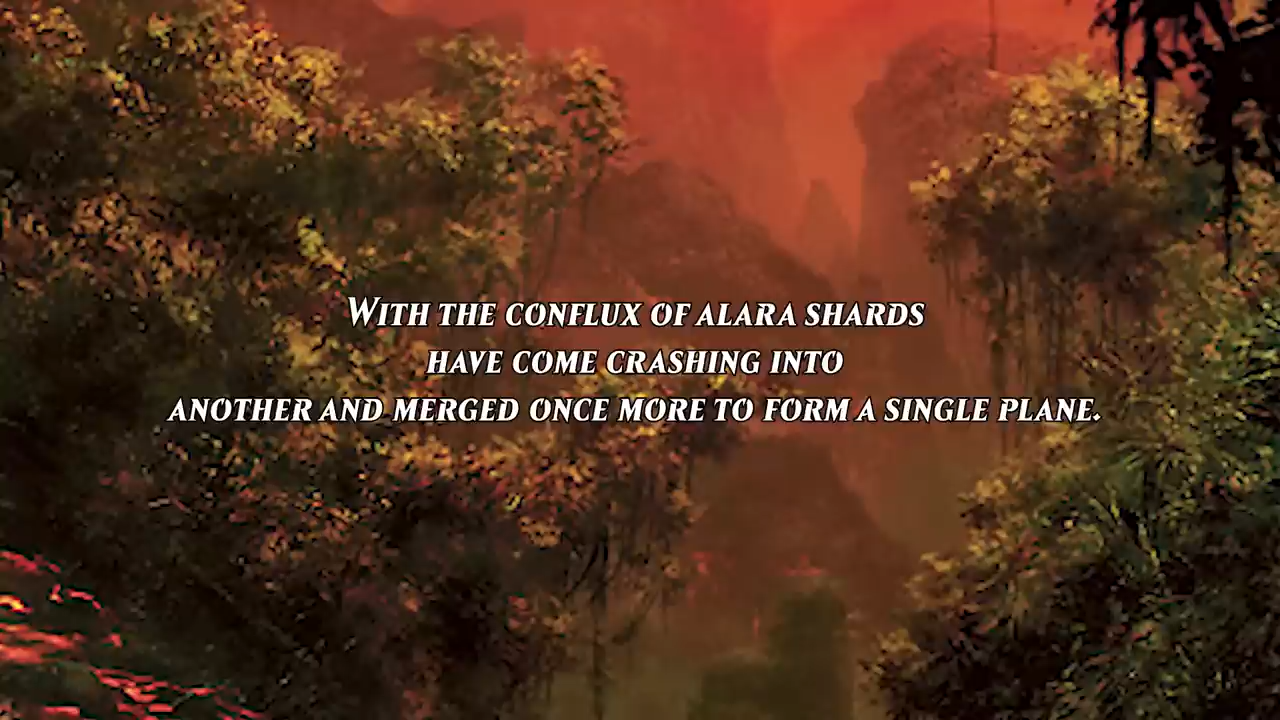 With the conflux of alara shards
have come crashing into
another and merged once more to form a single plane.